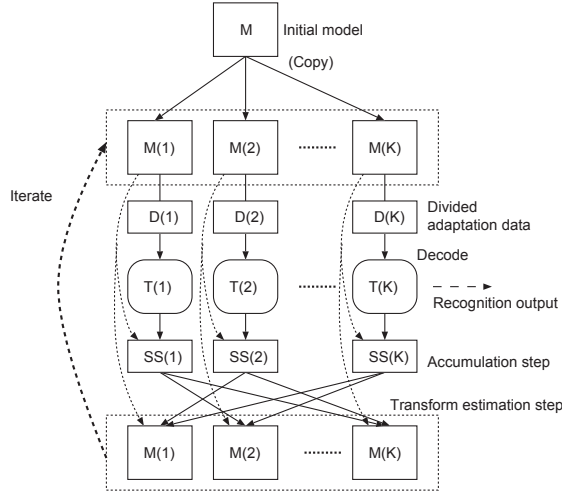 M
Initial model
(Copy)
M(1) M(2) ········ M(K)
Iterate
D(1) D(2) D(K)
Divided
adaptation data
Decode
T(1) T(2) ········ T(K)
Recognition output
SS(1) SS(2) SS(K)
Accumulation step
Transform estimation step
M(1) M(2) ········ M(K)